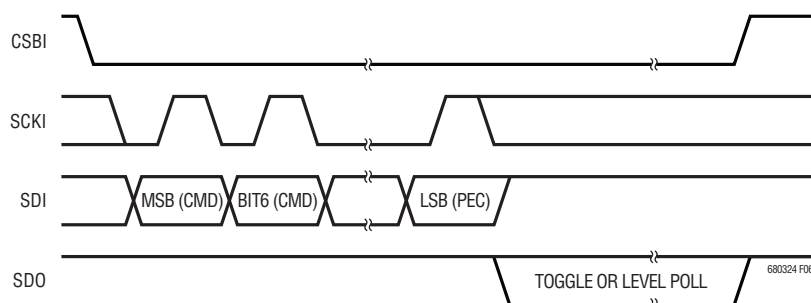 CSBI
SCKI
SDI
MSB (CMD) BIT6 (CMD) LSB (PEC)
SDO
TOGGLE OR LEVEL POLL
680324 F06